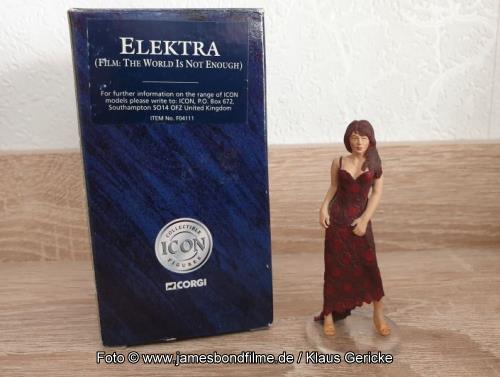 ELEKTRA
(FILM: THE WORLD IS NOT ENOUGH)
For further information on the range of ICON
models please write to: ICON, P.O. Box 672,
Southampton SO14 OFZ United Kingdom
ITEM No. F04111
COLLECTIBLE
ICON
FIGURES
CORGI
Foto © www.jamesbondfilme.de / Klaus Gericke